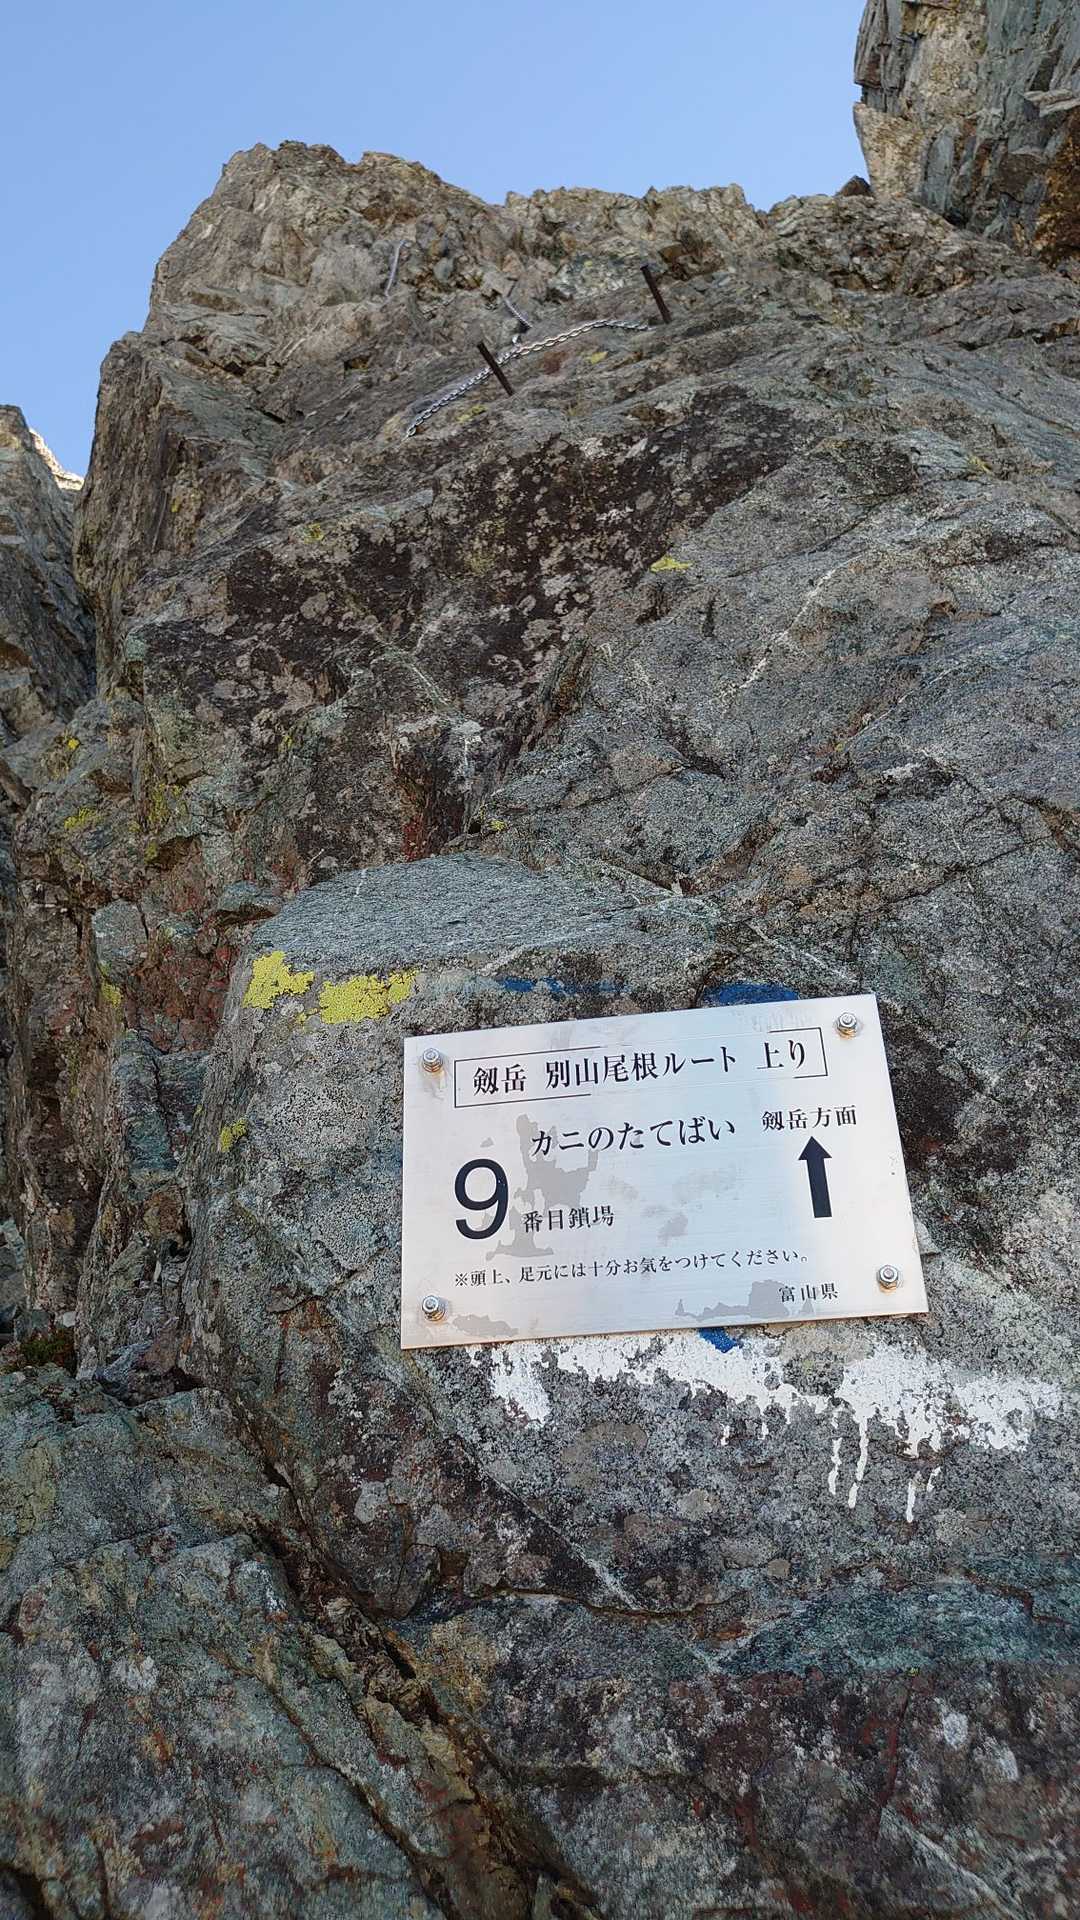 剱岳 別山尾根ルート 上り
カニのたてばい 剱岳方面
9番目鎖場
※頭上、足元には十分お気をつけてください。
富山県